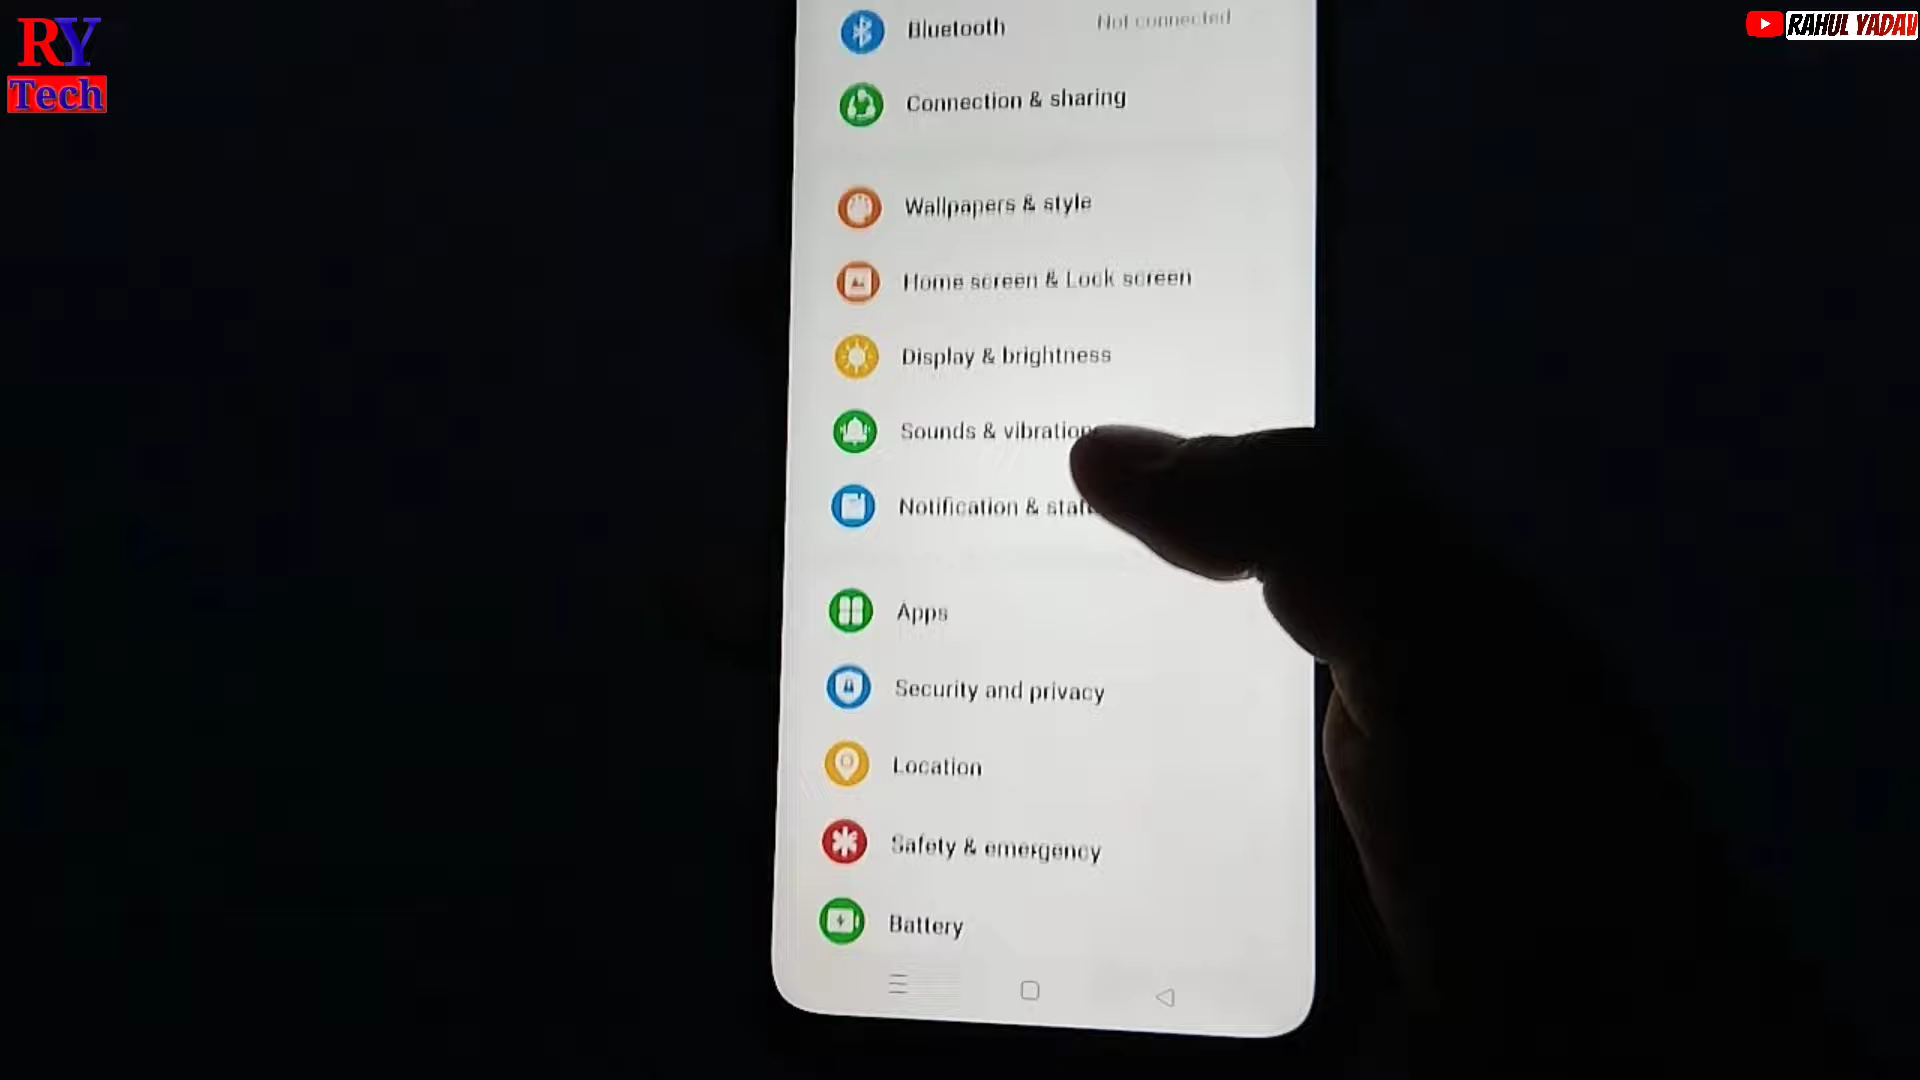 RY
Tech
RAHUL YADAV
Bluetooth
Not connected
Connection & sharing
Wallpapers & style
Home screen & Lock screen
Display & brightness
Sounds & vibration
Notification &
Apps
Security and privacy
Location
Safety & emergency
Battery